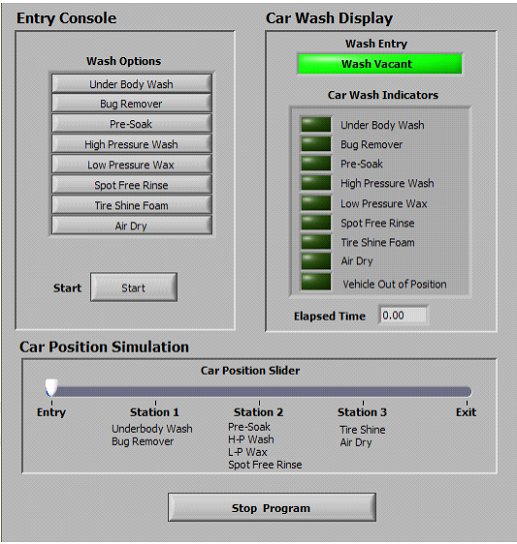 Entry Console
Wash Options
Under Body Wash
Bug Remover
Pre-Soak
High Pressure Wash
Low Pressure Wax
Spot Free Rinse
Tire Shine Foam
Air Dry
Start Start
Car Wash Display
Wash Entry
Wash Vacant
Car Wash Indicators
Under Body Wash
Bug Remover
Pre-Soak
High Pressure Wash
Low Pressure Wax
Spot Free Rinse
Tire Shine Foam
Air Dry
Vehicle Out of Position
Elapsed Time 0.00
Car Position Simulation
Car Position Slider
Entry Station 1 Station 2 Station 3 Exit
Underbody Wash
Bug Remover
Pre-Soak
H-P Wash
L-P Wax
Spot Free Rinse
Tire Shine
Air Dry
Stop Program